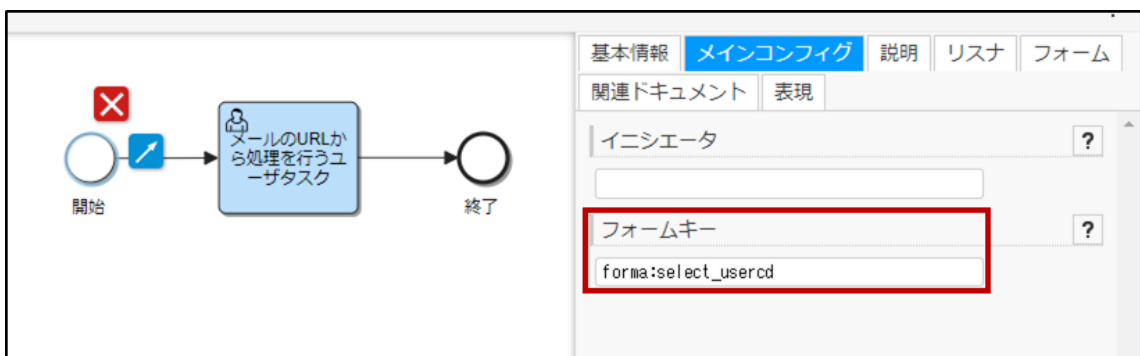 基本情報 メインコンフィグ 説明 リスナ フォーム
関連ドキュメント 表現
イニシエータ ?
フォームキー ?
forma:select_usercd
メールのURLか
ら処理を行うユ
ーザタスク
開始
終了